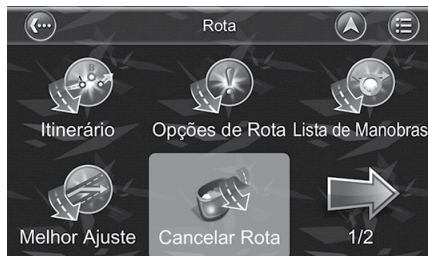 Rota
Itinerário Opções de Rota Lista de Manobras
Melhor Ajuste Cancelar Rota 1/2